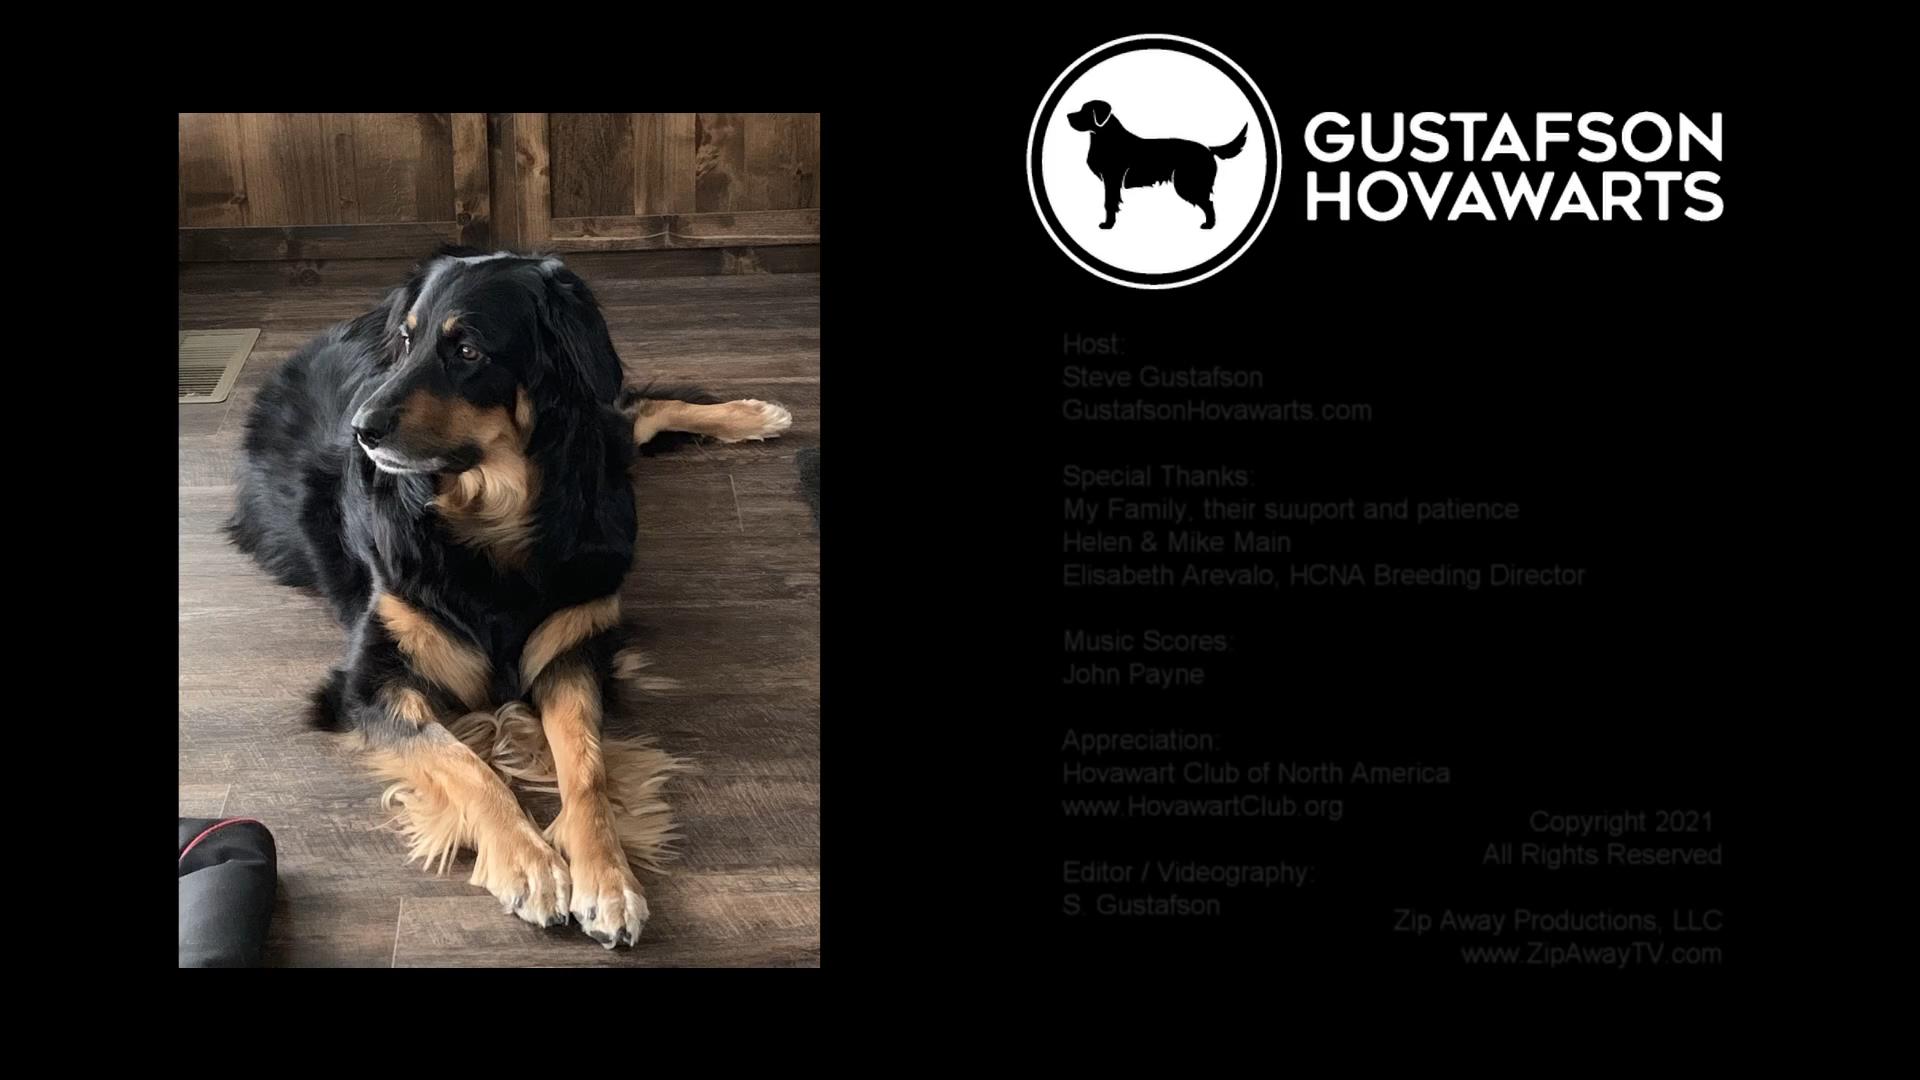 GUSTAFSON
HOVAWARTS
Host:
Steve Gustafson
GustafsonHovawarts.com
Special Thanks:
My Family, their suuport and patience
Helen & Mike Main
Elisabeth Arevalo, HCNA Breeding Director
Music Scores:
John Payne
Appreciation:
Hovawart Club of North America
www.HovawartClub.org
Editor / Videography:
S. Gustafson
Copyright 2021
All Rights Reserved
Zip Away Productions, LLC
www.ZipAwayTV.com